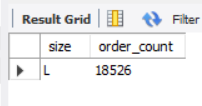 Result Grid Filter
size order_count
L 18526